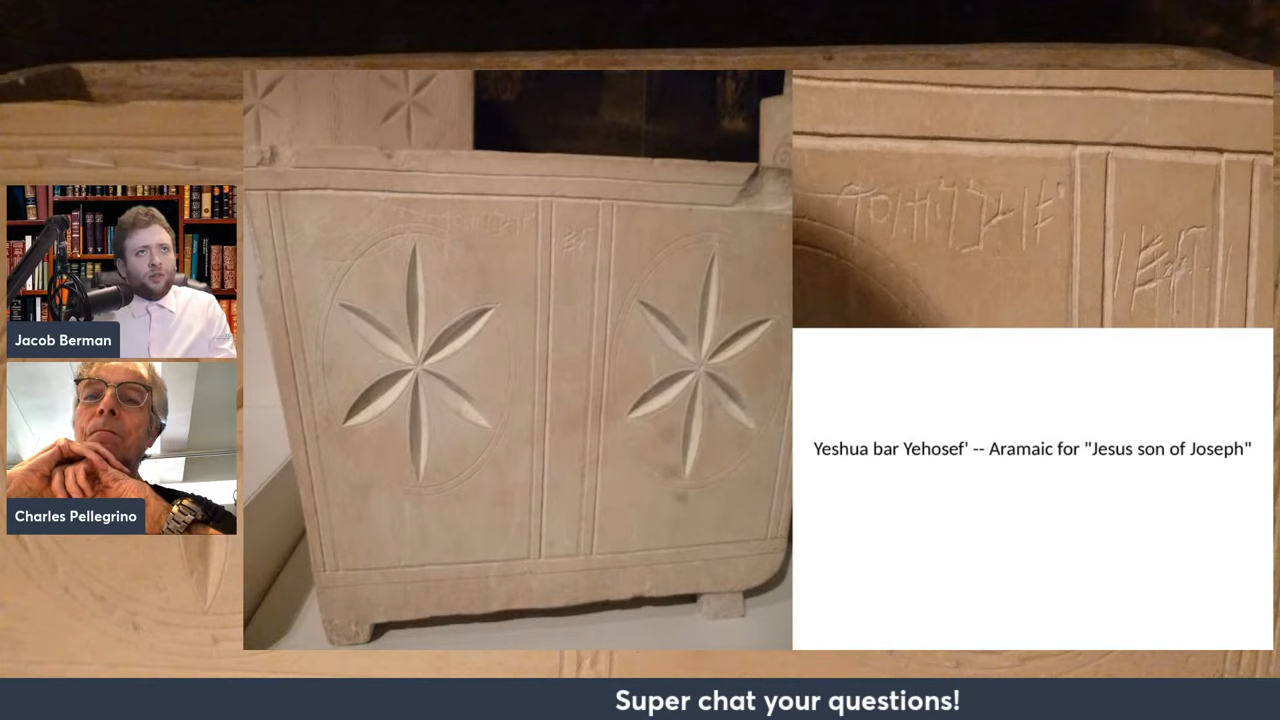 Jacob Berman
Charles Pellegrino
Yeshua bar Yehosef' -- Aramaic for "Jesus son of Joseph"
Super chat your questions!